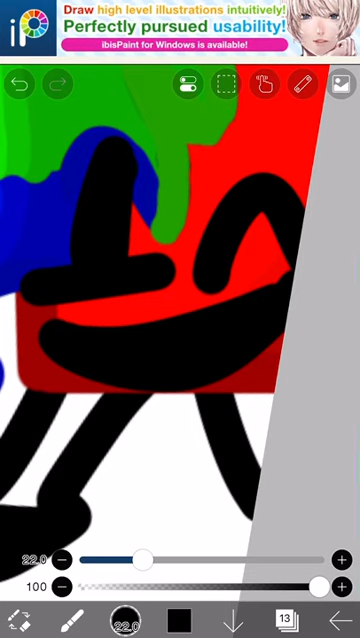 Draw high level illustrations intuitively!
iP
Perfectly pursued usability!
ibisPaint for Windows is available!
22.0
100
22.0
13